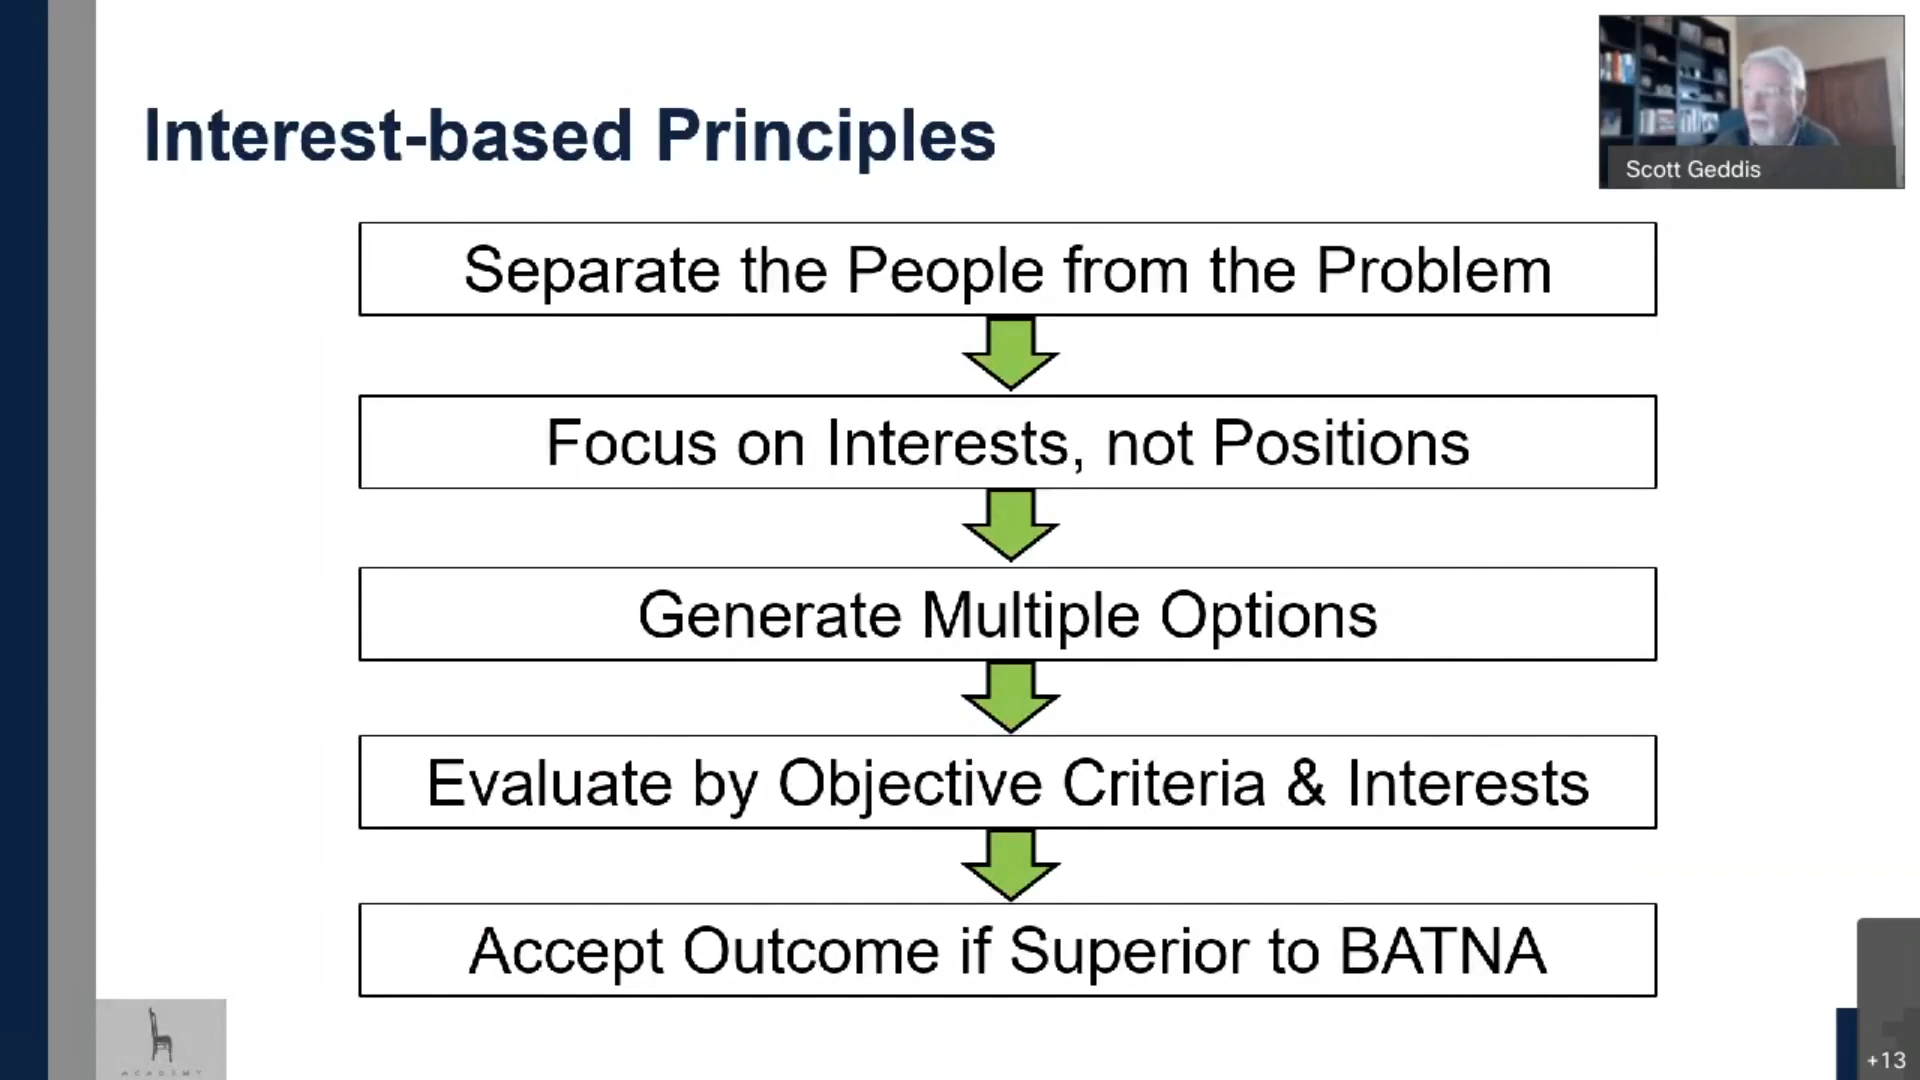 Interest-based Principles
Scott Geddis
Separate the People from the Problem
Focus on Interests, not Positions
Generate Multiple Options
Evaluate by Objective Criteria & Interests
Accept Outcome if Superior to BATNA
ACADEMY
+13